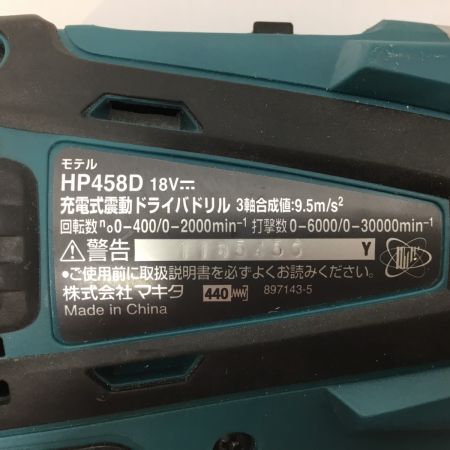 モデル
HP458D 18V⎓
充電式震動ドライバドリル 3軸合成値:9.5m/s²
回転数n₀0-400/0-2000min⁻¹ 打撃数0-6000/0-30000min⁻¹
⚠警告 Y
●ご使用前に取扱説明書を必ずよくお読みください。
株式会社マキタ 440 897143-5
Made in China